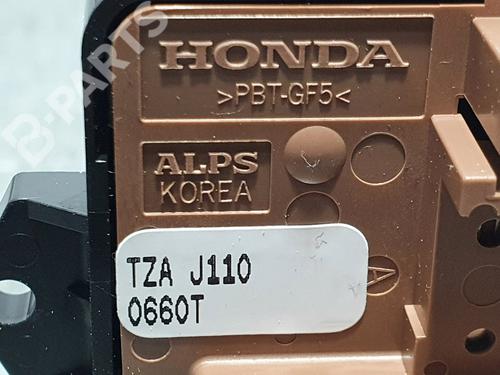 HONDA
>PBT-GF5<
ALPS
KOREA
TZA J110
0660T
A
B-PARTS